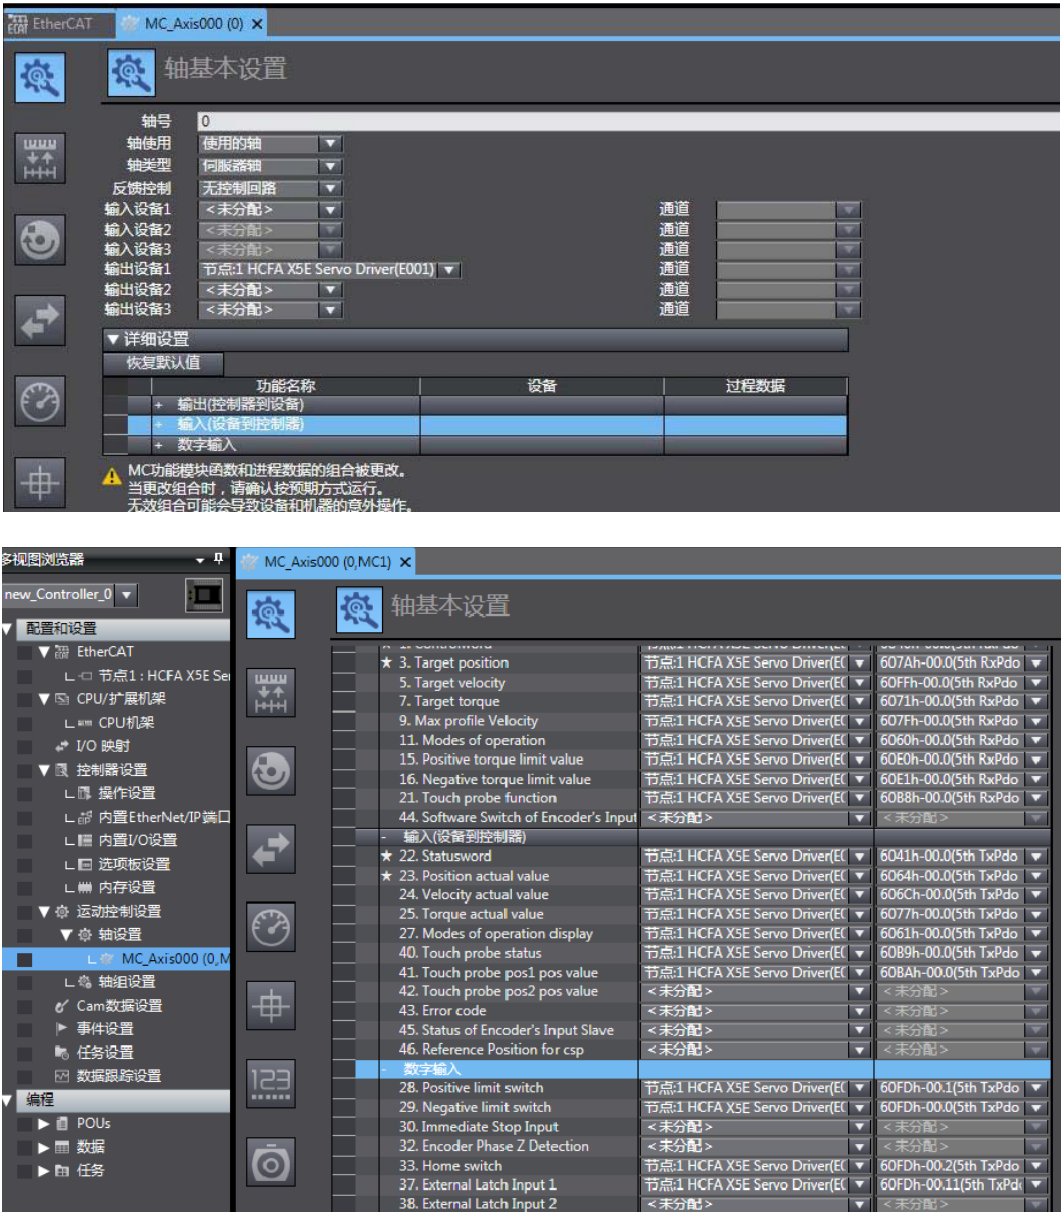 EtherCAT MC_Axis000 (0)
轴基本设置
轴号 0
轴使用 使用的轴
轴类型 伺服器轴
反馈控制 无控制回路
输入设备1 <未分配> 通道
输入设备2 <未分配> 通道
输入设备3 <未分配> 通道
输出设备1 节点:1 HCFA X5E Servo Driver(E001) 通道
输出设备2 <未分配> 通道
输出设备3 <未分配> 通道
▼详细设置
恢复默认值
功能名称 设备 过程数据
+ 输出(控制器到设备)
+ 输入(设备到控制器)
+ 数字输入
MC功能模块函数和进程数据的组合被更改。
当更改组合时，请确认按预期方式运行。
无效组合可能会导致设备和机器的意外操作。
多视图浏览器
new_Controller_0
配置和设置
EtherCAT
节点1 : HCFA X5E Se
CPU/扩展机架
CPU机架
I/O 映射
控制器设置
操作设置
内置EtherNet/IP端口
内置I/O设置
选项板设置
内存设置
运动控制设置
轴设置
MC_Axis000 (0,M
轴组设置
Cam数据设置
事件设置
任务设置
数据跟踪设置
编程
POUs
数据
任务
MC_Axis000 (0,MC1)
轴基本设置
★ 3. Target position 节点:1 HCFA X5E Servo Driver(E( 607Ah-00.0(5th RxPdo
5. Target velocity 节点:1 HCFA X5E Servo Driver(E( 60FFh-00.0(5th RxPdo
7. Target torque 节点:1 HCFA X5E Servo Driver(E( 6071h-00.0(5th RxPdo
9. Max profile Velocity 节点:1 HCFA X5E Servo Driver(E( 607Fh-00.0(5th RxPdo
11. Modes of operation 节点:1 HCFA X5E Servo Driver(E( 6060h-00.0(5th RxPdo
15. Positive torque limit value 节点:1 HCFA X5E Servo Driver(E( 60E0h-00.0(5th RxPdo
16. Negative torque limit value 节点:1 HCFA X5E Servo Driver(E( 60E1h-00.0(5th RxPdo
21. Touch probe function 节点:1 HCFA X5E Servo Driver(E( 60B8h-00.0(5th RxPdo
44. Software Switch of Encoder's Input <未分配> <未分配>
- 输入(设备到控制器)
★ 22. Statusword 节点:1 HCFA X5E Servo Driver(E( 6041h-00.0(5th TxPdo
★ 23. Position actual value 节点:1 HCFA X5E Servo Driver(E( 6064h-00.0(5th TxPdo
24. Velocity actual value 节点:1 HCFA X5E Servo Driver(E( 606Ch-00.0(5th TxPdo
25. Torque actual value 节点:1 HCFA X5E Servo Driver(E( 6077h-00.0(5th TxPdo
27. Modes of operation display 节点:1 HCFA X5E Servo Driver(E( 6061h-00.0(5th TxPdo
40. Touch probe status 节点:1 HCFA X5E Servo Driver(E( 60B9h-00.0(5th TxPdo
41. Touch probe pos1 pos value 节点:1 HCFA X5E Servo Driver(E( 60BAh-00.0(5th TxPdo
42. Touch probe pos2 pos value <未分配> <未分配>
43. Error code <未分配> <未分配>
45. Status of Encoder's Input Slave <未分配> <未分配>
46. Reference Position for csp <未分配> <未分配>
- 数字输入
28. Positive limit switch 节点:1 HCFA X5E Servo Driver(E( 60FDh-00.1(5th TxPdo
29. Negative limit switch 节点:1 HCFA X5E Servo Driver(E( 60FDh-00.0(5th TxPdo
30. Immediate Stop Input <未分配> <未分配>
32. Encoder Phase Z Detection <未分配> <未分配>
33. Home switch 节点:1 HCFA X5E Servo Driver(E( 60FDh-00.2(5th TxPdo
37. External Latch Input 1 节点:1 HCFA X5E Servo Driver(E( 60FDh-00.11(5th TxPd
38. External Latch Input 2 <未分配> <未分配>